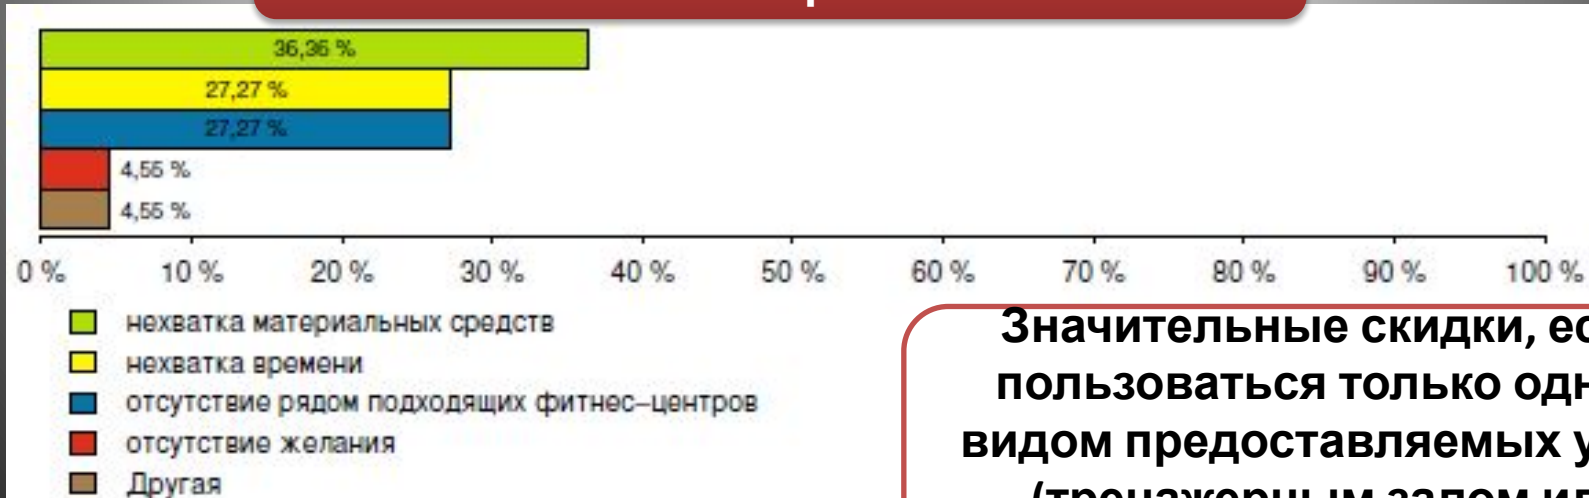 36,36 %
27,27 %
27,27 %
4,55 %
4,55 %
0 %
10 %
20 %
30 %
40 %
50 %
60 %
70 %
80 %
90 %
100 %
нехватка материальных средств
нехватка времени
отсутствие рядом подходящих фитнес–центров
отсутствие желания
Другая
Значительные скидки,
пользоваться только
видом предоставляемых
(тренажерным залом